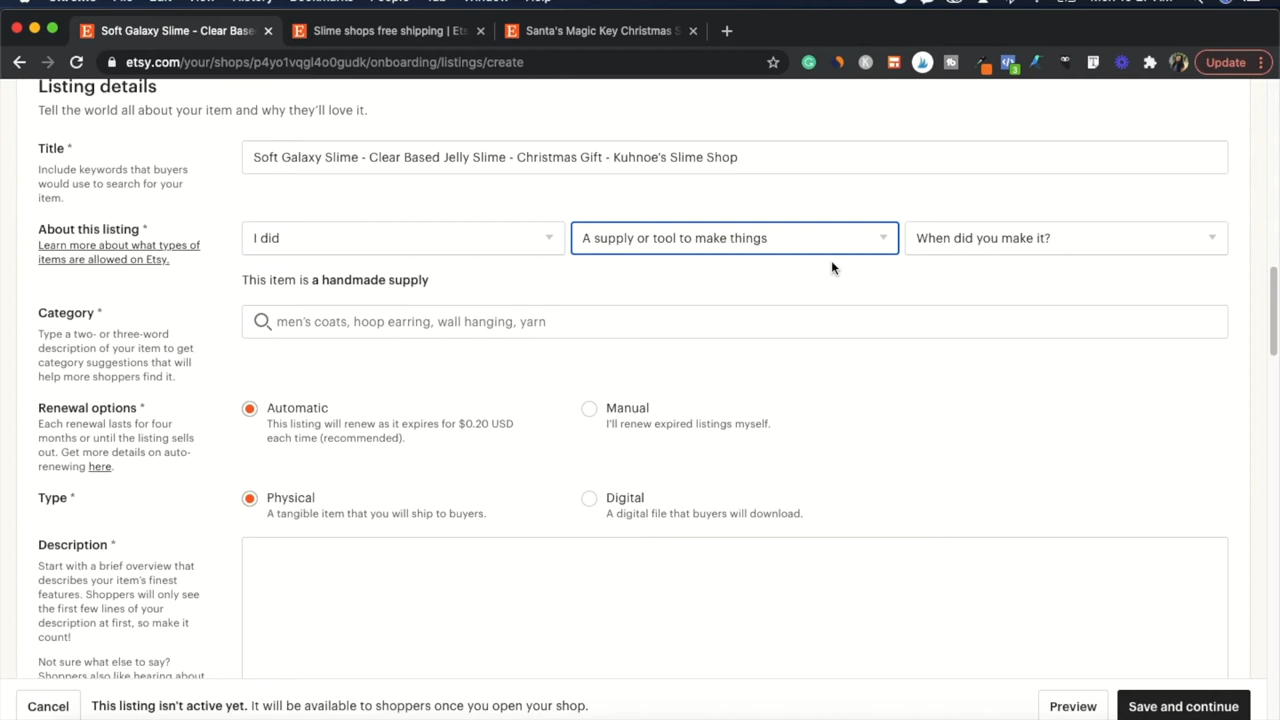 Soft Galaxy Slime - Clear Base
Slime shops free shipping | Ets
Santa's Magic Key Christmas S
etsy.com/your/shops/p4yo1vqgl4o0gudk/onboarding/listings/create
Update
Listing details
Tell the world all about your item and why they'll love it.
Title *
Include keywords that buyers
would use to search for your
item.
Soft Galaxy Slime - Clear Based Jelly Slime - Christmas Gift - Kuhnoe's Slime Shop
About this listing *
Learn more about what types of
items are allowed on Etsy.
I did
A supply or tool to make things
When did you make it?
This item is a handmade supply
Category *
Type a two- or three-word
description of your item to get
category suggestions that will
help more shoppers find it.
men's coats, hoop earring, wall hanging, yarn
Renewal options *
Each renewal lasts for four
months or until the listing sells
out. Get more details on auto-
renewing here.
Automatic
This listing will renew as it expires for $0.20 USD
each time (recommended).
Manual
I'll renew expired listings myself.
Type *
Physical
A tangible item that you will ship to buyers.
Digital
A digital file that buyers will download.
Description *
Start with a brief overview that
describes your item's finest
features. Shoppers will only see
the first few lines of your
description at first, so make it
count!
Not sure what else to say?
Shoppers also like hearing about
Cancel
This listing isn't active yet. It will be available to shoppers once you open your shop.
Preview
Save and continue